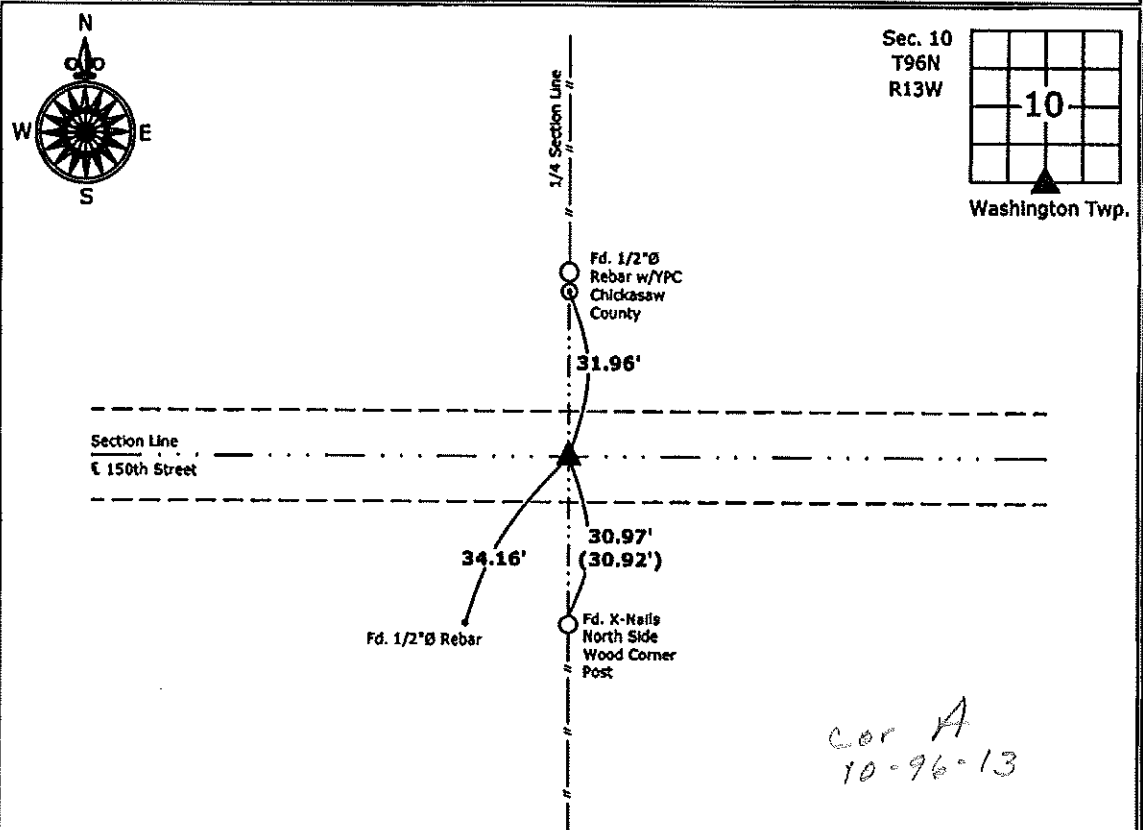 N
W E
S
Sec. 10
T96N
R13W
10
Washington Twp.
1/4 Section Line
Fd. 1/2"Ø
Rebar w/YPC
Chickasaw
County
31.96'
Section Line
℄ 150th Street
34.16'
30.97'
(30.92')
Fd. 1/2"Ø Rebar
Fd. X-Nails
North Side
Wood Corner
Post
Cor A
10-96-13